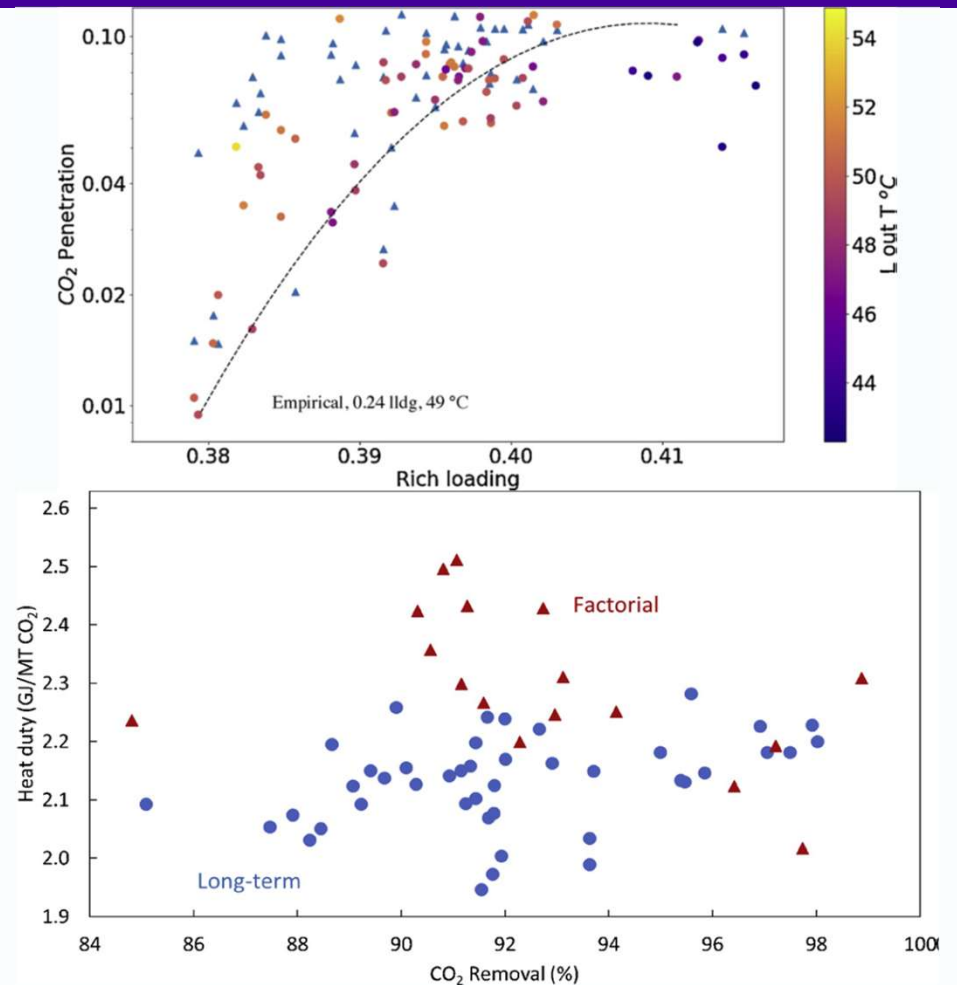 0.10
0.04
0.02
0.01
CO₂ Penetration
Empirical, 0.24 lldg, 49 °C
0.38 0.39 0.40 0.41
Rich loading
54
52
50
48
46
44
L out T °C
2.6
2.5
2.4
2.3
2.2
2.1
2.0
1.9
Heat duty (GJ/MT CO₂)
Factorial
Long-term
84 86 88 90 92 94 96 98 100
CO₂ Removal (%)